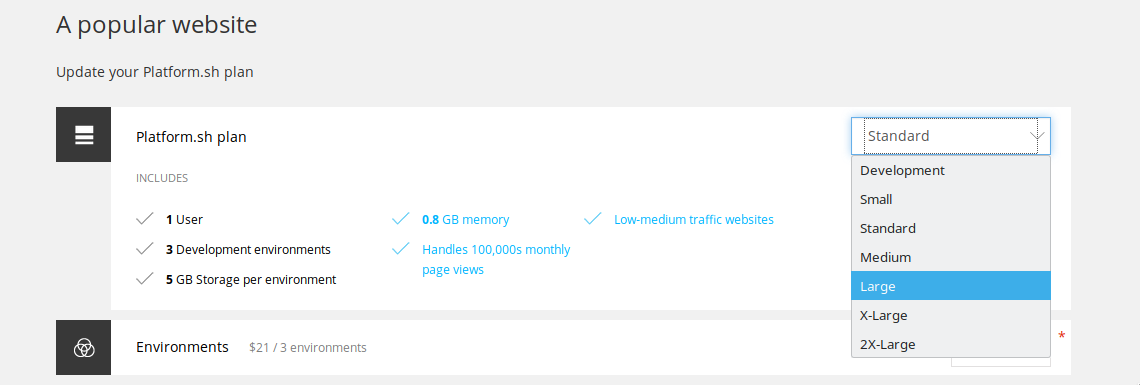 A popular website
Update your Platform.sh plan
Platform.sh plan
Standard
INCLUDES
1 User
3 Development environments
5 GB Storage per environment
0.8 GB memory
Handles 100,000s monthly
page views
Low-medium traffic websites
Development
Small
Standard
Medium
Large
X-Large
2X-Large
Environments $21 / 3 environments
*